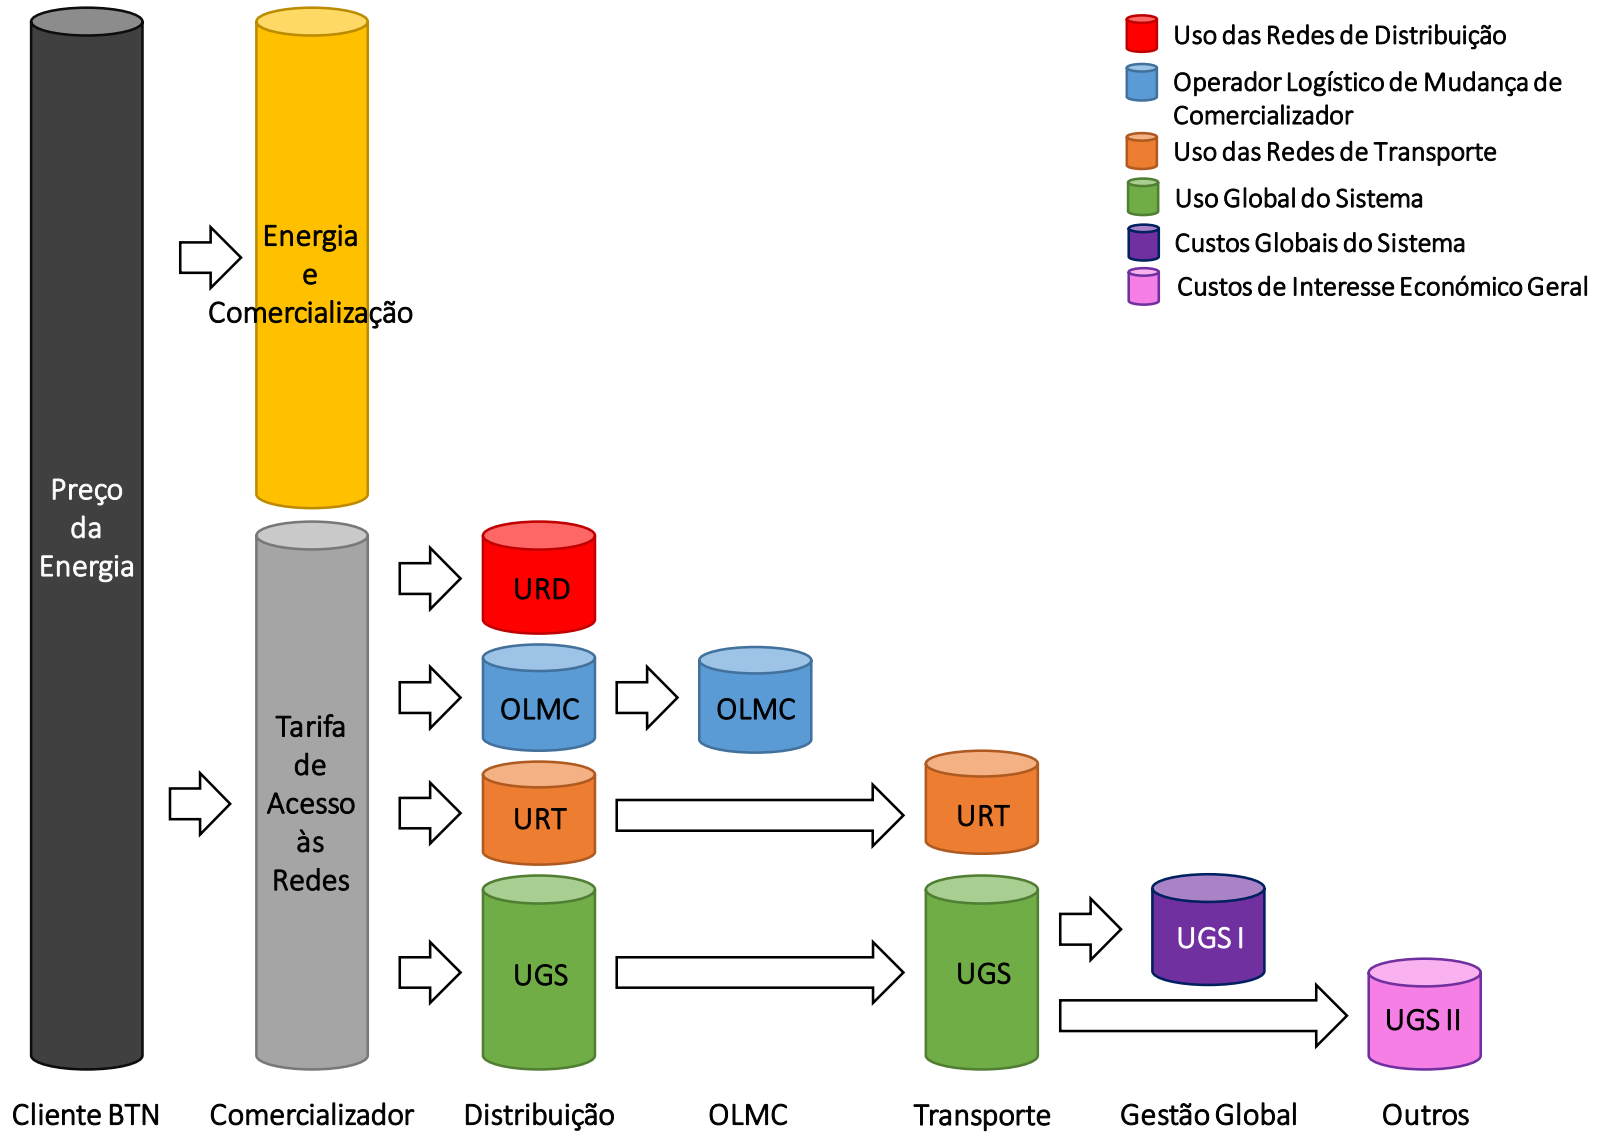 Uso das Redes de Distribuição
Operador Logístico de Mudança de
Comercializador
Uso das Redes de Transporte
Uso Global do Sistema
Custos Globais do Sistema
Custos de Interesse Económico Geral
Energia
e
Comercialização
Preço
da
Energia
Tarifa
de
Acesso
às
Redes
URD
OLMC
OLMC
URT
URT
UGS
UGS
UGS I
UGS II
Cliente BTN
Comercializador
Distribuição
OLMC
Transporte
Gestão Global
Outros